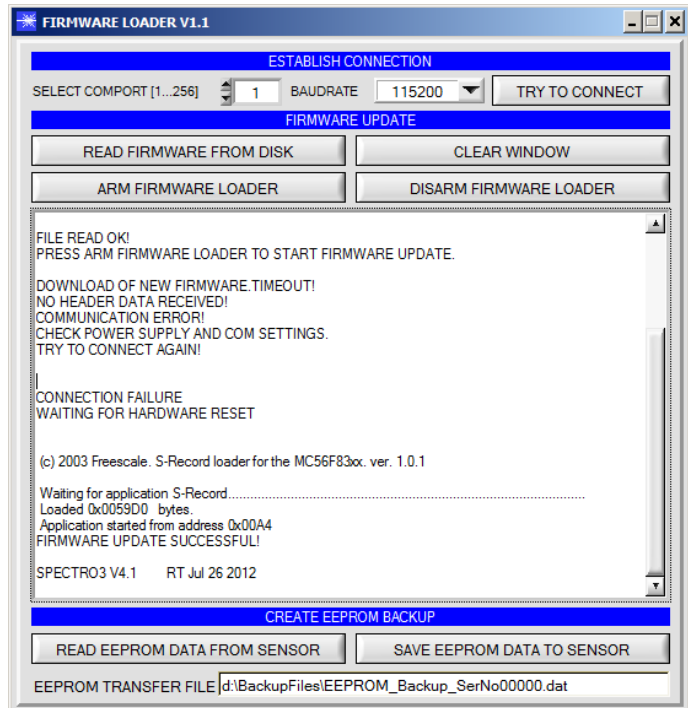 FIRMWARE LOADER V1.1
ESTABLISH CONNECTION
SELECT COMPORT [1...256] 1 BAUDRATE 115200 TRY TO CONNECT
FIRMWARE UPDATE
READ FIRMWARE FROM DISK CLEAR WINDOW
ARM FIRMWARE LOADER DISARM FIRMWARE LOADER
FILE READ OK!
PRESS ARM FIRMWARE LOADER TO START FIRMWARE UPDATE.
DOWNLOAD OF NEW FIRMWARE.TIMEOUT!
NO HEADER DATA RECEIVED!
COMMUNICATION ERROR!
CHECK POWER SUPPLY AND COM SETTINGS.
TRY TO CONNECT AGAIN!
CONNECTION FAILURE
WAITING FOR HARDWARE RESET
(c) 2003 Freescale. S-Record loader for the MC56F83xx. ver. 1.0.1
Waiting for application S-Record.........................................................................................
Loaded 0x0059D0 bytes.
Application started from address 0x00A4
FIRMWARE UPDATE SUCCESSFUL!
SPECTRO3 V4.1 RT Jul 26 2012
CREATE EEPROM BACKUP
READ EEPROM DATA FROM SENSOR SAVE EEPROM DATA TO SENSOR
EEPROM TRANSFER FILE d:\BackupFiles\EEPROM_Backup_SerNo00000.dat